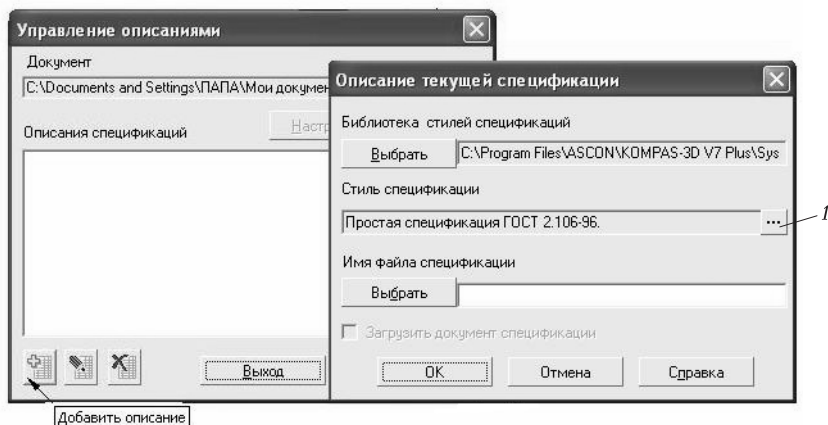 Управление описаниями
Документ
C:\Documents and Settings\ПАПА\Мои докумен
Описания спецификаций
Настр
Выход
Добавить описание
Описание текущей спецификации
Библиотека стилей спецификаций
Выбрать C:\Program Files\ASCON\KOMPAS-3D V7 Plus\Sys
Стиль спецификации
Простая спецификация ГОСТ 2.106-96. ...
1
Имя файла спецификации
Выбрать
Загрузить документ спецификации
OK Отмена Справка